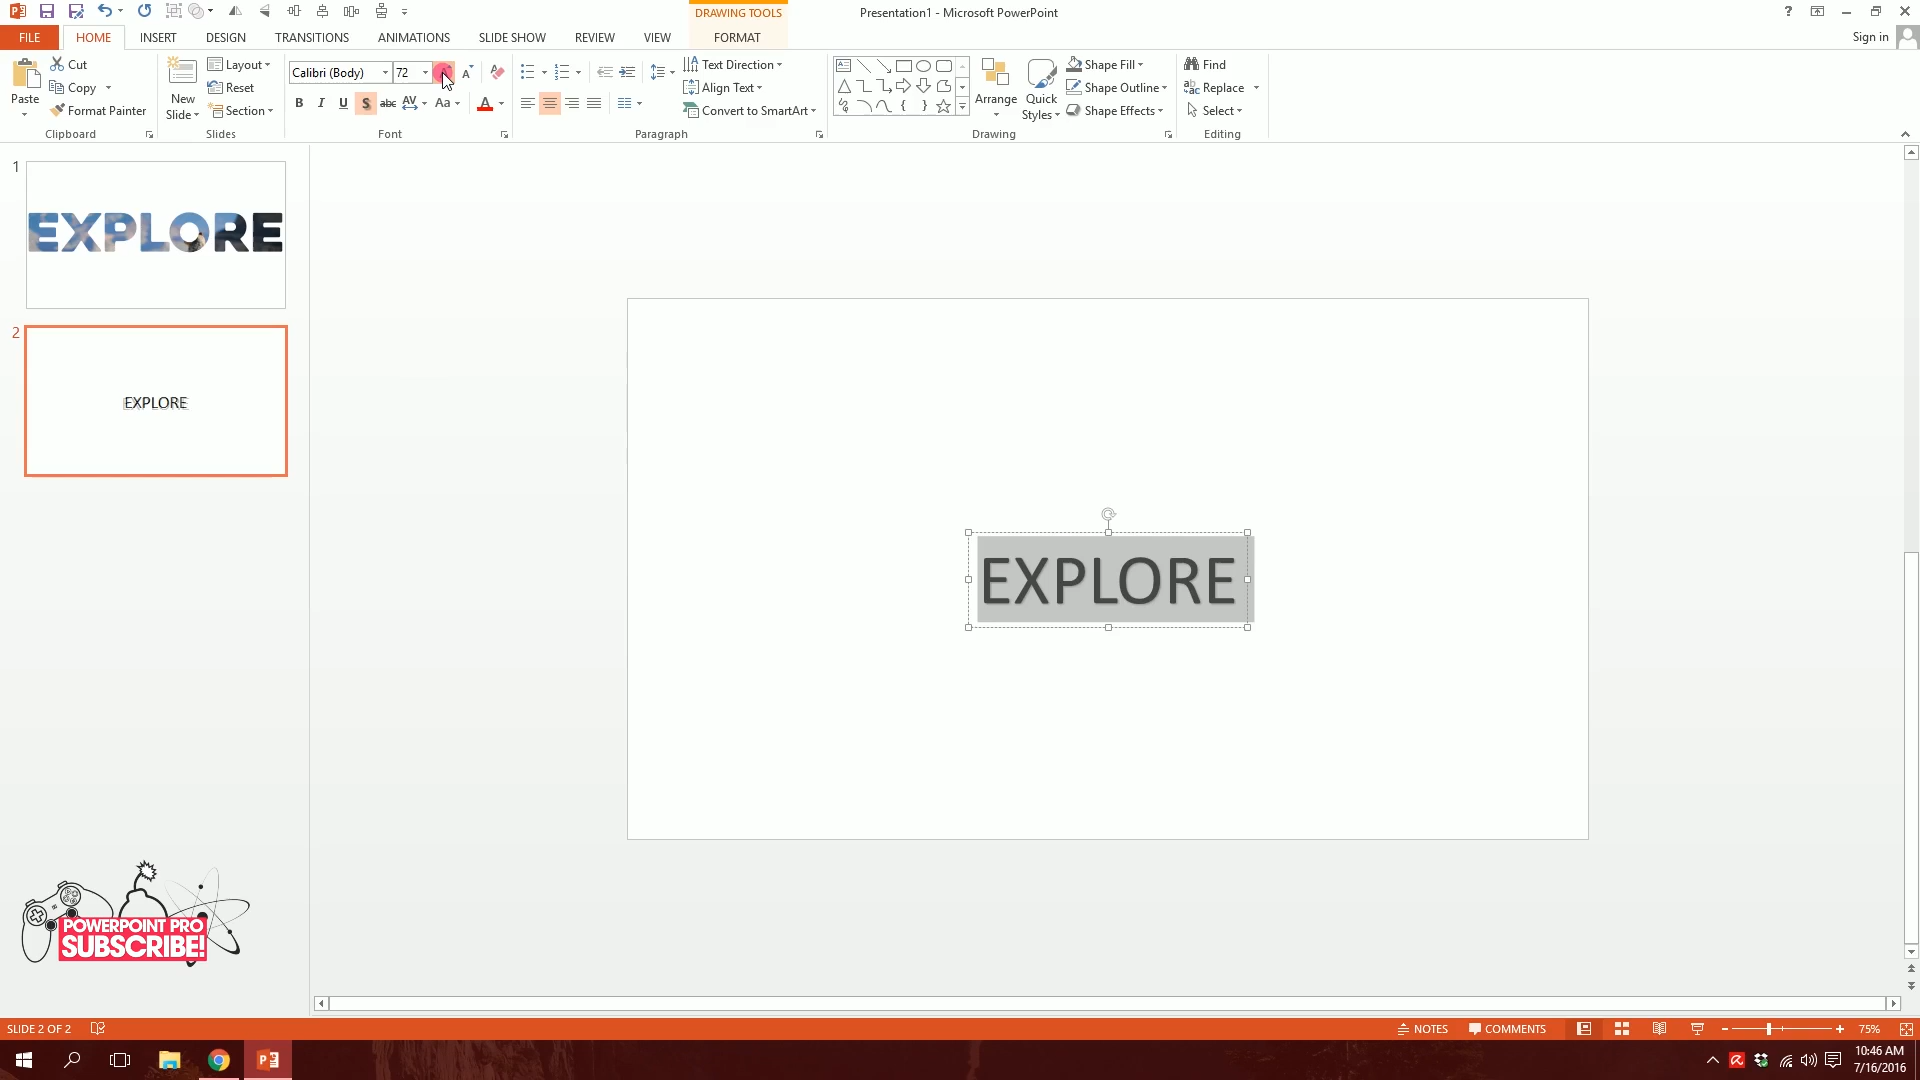 DRAWING TOOLS
Presentation1 - Microsoft PowerPoint
?
FILE
HOME
INSERT
DESIGN
TRANSITIONS
ANIMATIONS
SLIDE SHOW
REVIEW
VIEW
FORMAT
Sign in
Paste
Cut
Copy
Format Painter
Clipboard
New
Slide
Layout
Reset
Section
Slides
Calibri (Body)
72
B I U S abc AV Aa A
Font
Text Direction
Align Text
Convert to SmartArt
Paragraph
Arrange
Quick
Styles
Shape Fill
Shape Outline
Shape Effects
Drawing
Find
Replace
Select
Editing
1
EXPLORE
2
EXPLORE
EXPLORE
POWERPOINT PRO
SUBSCRIBE!
SLIDE 2 OF 2
NOTES
COMMENTS
75%
10:46 AM
7/16/2016